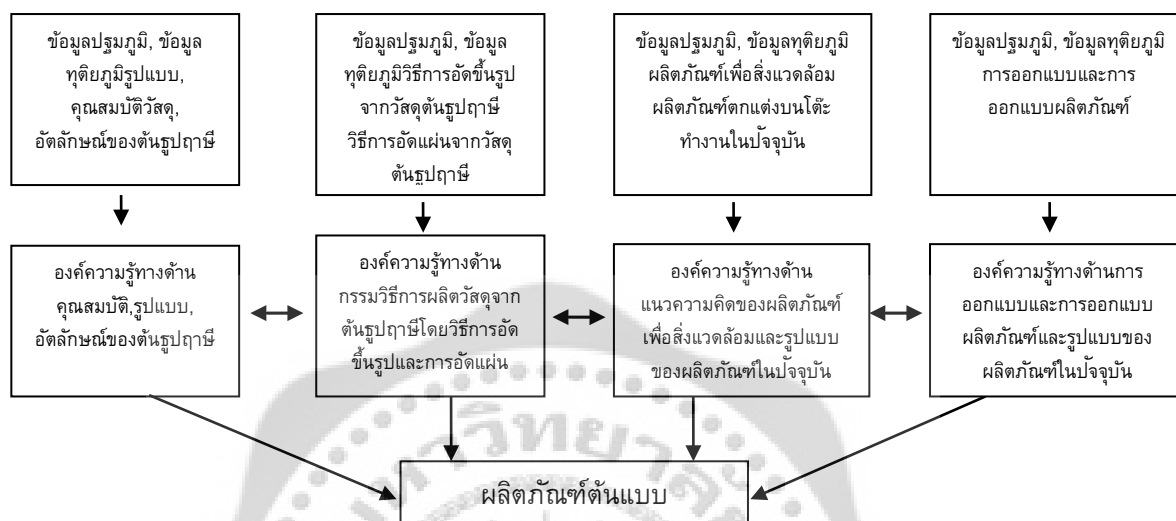 ข้อมูลปฐมภูมิ, ข้อมูล
ทุติยภูมิรูปแบบ,
คุณสมบัติวัสดุ,
อัตลักษณ์ของต้นธูปฤาษี
ข้อมูลปฐมภูมิ, ข้อมูล
ทุติยภูมิวิธีการอัดขึ้นรูป
จากวัสดุต้นธูปฤาษี
วิธีการอัดแผ่นจากวัสดุ
ต้นธูปฤาษี
ข้อมูลปฐมภูมิ, ข้อมูลทุติยภูมิ
ผลิตภัณฑ์เพื่อสิ่งแวดล้อม
ผลิตภัณฑ์ตกแต่งบนโต๊ะ
ทำงานในปัจจุบัน
ข้อมูลปฐมภูมิ, ข้อมูลทุติยภูมิ
การออกแบบและการ
ออกแบบผลิตภัณฑ์
องค์ความรู้ทางด้าน
คุณสมบัติ,รูปแบบ,
อัตลักษณ์ของต้นธูปฤาษี
องค์ความรู้ทางด้าน
กรรมวิธีการผลิตวัสดุจาก
ต้นธูปฤาษีโดยวิธีการอัด
ขึ้นรูปและการอัดแผ่น
องค์ความรู้ทางด้าน
แนวความคิดของผลิตภัณฑ์
เพื่อสิ่งแวดล้อมและรูปแบบ
ของผลิตภัณฑ์ในปัจจุบัน
องค์ความรู้ทางด้านการ
ออกแบบและการออกแบบ
ผลิตภัณฑ์และรูปแบบของ
ผลิตภัณฑ์ในปัจจุบัน
ผลิตภัณฑ์ต้นแบบ